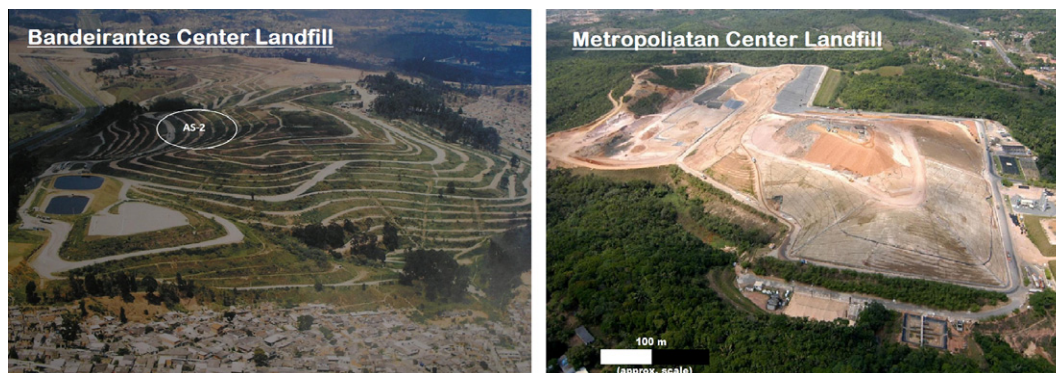 Bandeirantes Center Landfill
AS-2
Metropoliatan Center Landfill
100 m
(approx. scale)